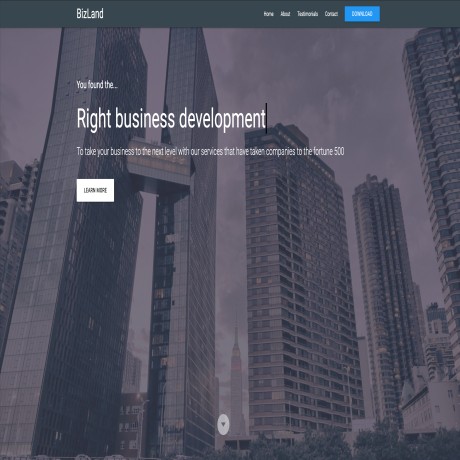 BizLand
Home About Testimonials Contact DOWNLOAD
You found the...
Right business development
To take your business to the next level with our services that have taken companies to the fortune 500
LEARN MORE